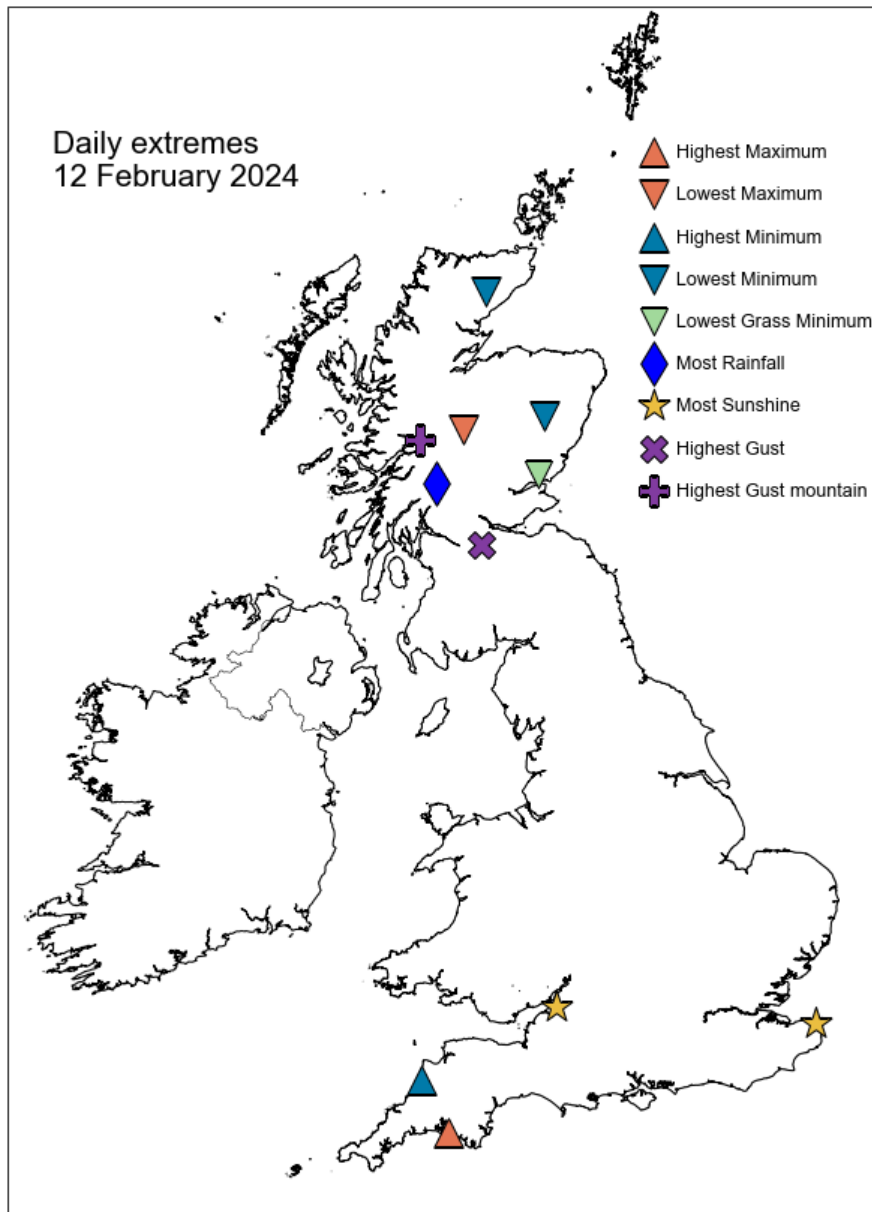 Daily extremes
12 February 2024
Highest Maximum
Lowest Maximum
Highest Minimum
Lowest Minimum
Lowest Grass Minimum
Most Rainfall
Most Sunshine
Highest Gust
Highest Gust mountain